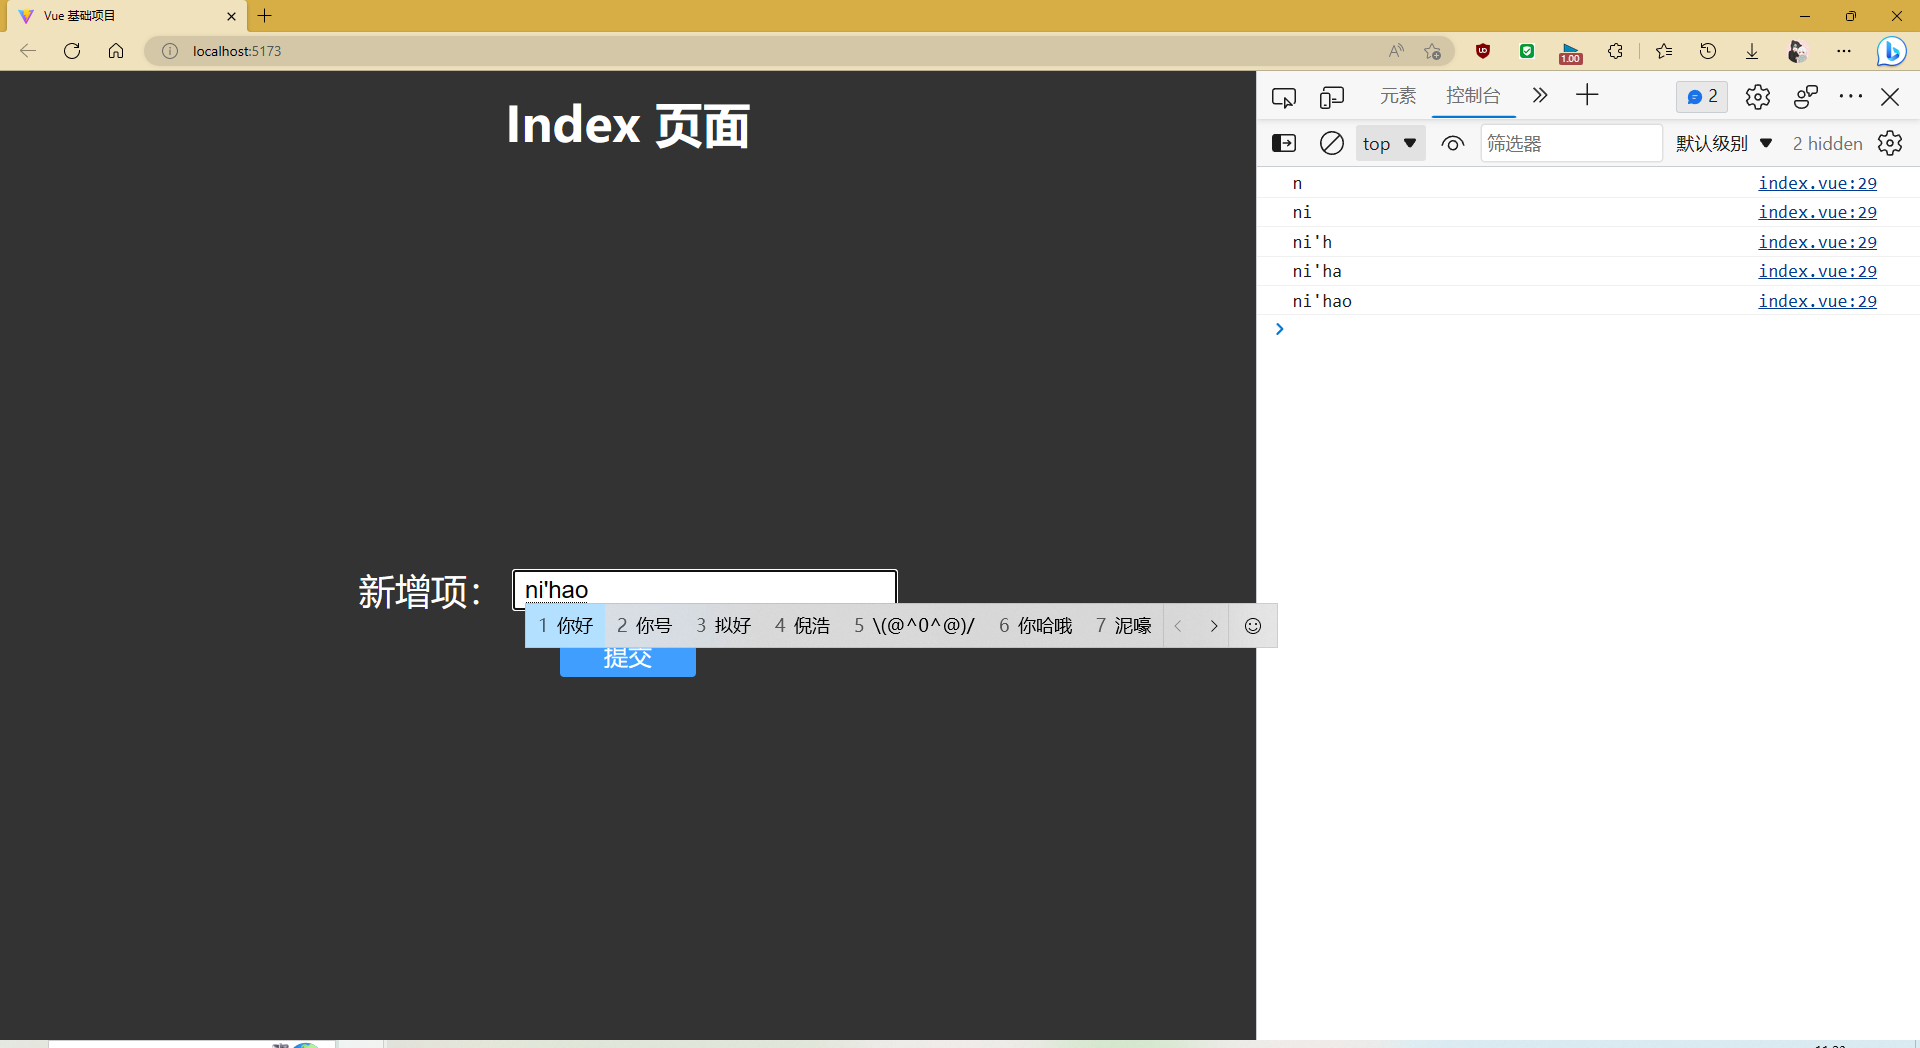 Vue 基础项目
localhost:5173
1.00
Index 页面
元素 控制台
2
top
筛选器
默认级别
2 hidden
n index.vue:29
ni index.vue:29
ni'h index.vue:29
ni'ha index.vue:29
ni'hao index.vue:29
新增项：
ni'hao
1 你好 2 你号 3 拟好 4 倪浩 5 \(@^0^@)/ 6 你哈哦 7 泥嚎
提交